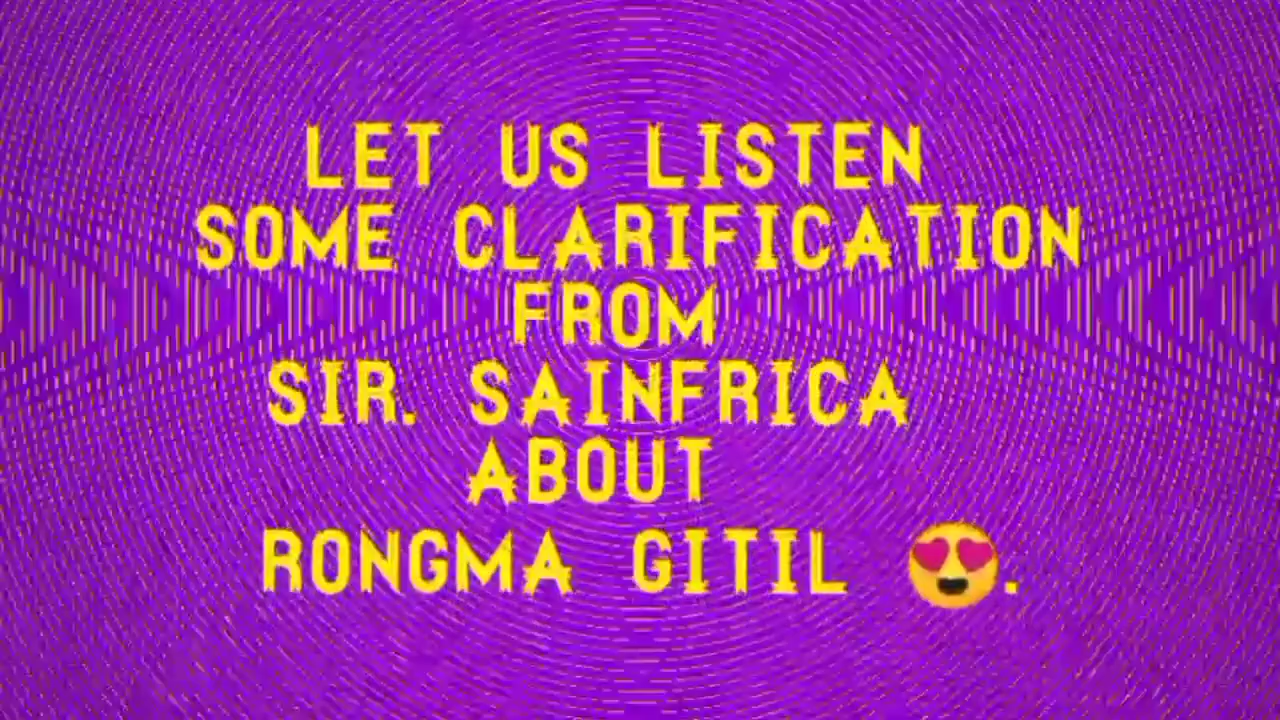 LET US LISTEN
SOME CLARIFICATION
FROM
SIR. SAINFRICA
ABOUT
RONGMA GITIL 😍.